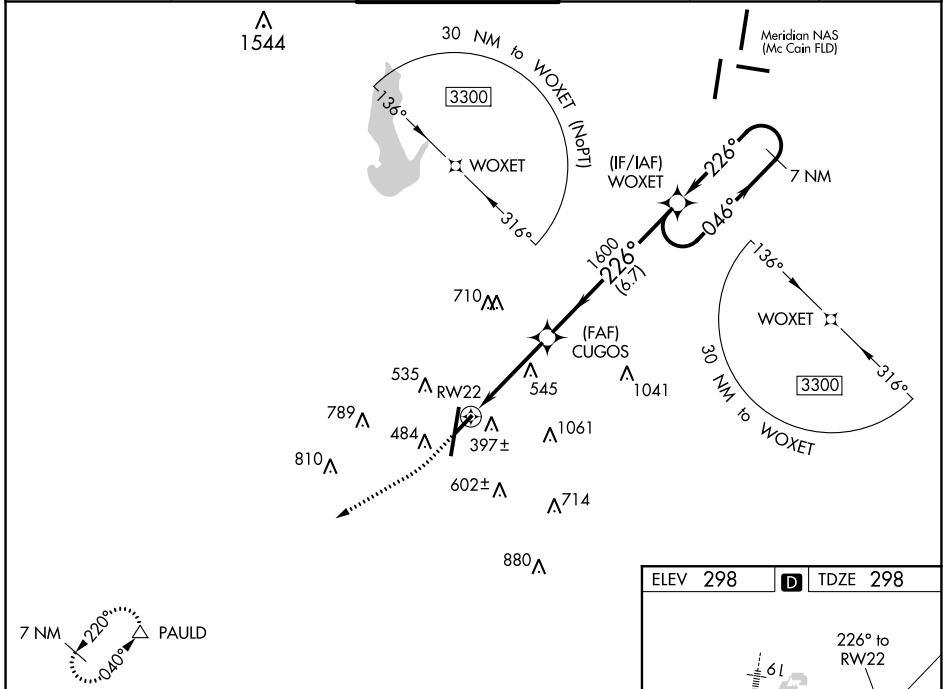 1544
30 NM to WOXET (NoPT)
3300
136°
WOXET
316°
Meridian NAS
(Mc Cain FLD)
(IF/IAF)
WOXET
226°
7 NM
046°
1600
226°
(6.7)
136°
WOXET
316°
3300
30 NM to WOXET
710
(FAF)
CUGOS
535
RW22
545
1041
789
484
397±
1061
810
602±
714
880
7 NM
220°
040°
PAULD
ELEV 298
D
TDZE 298
226° to
RW22
19